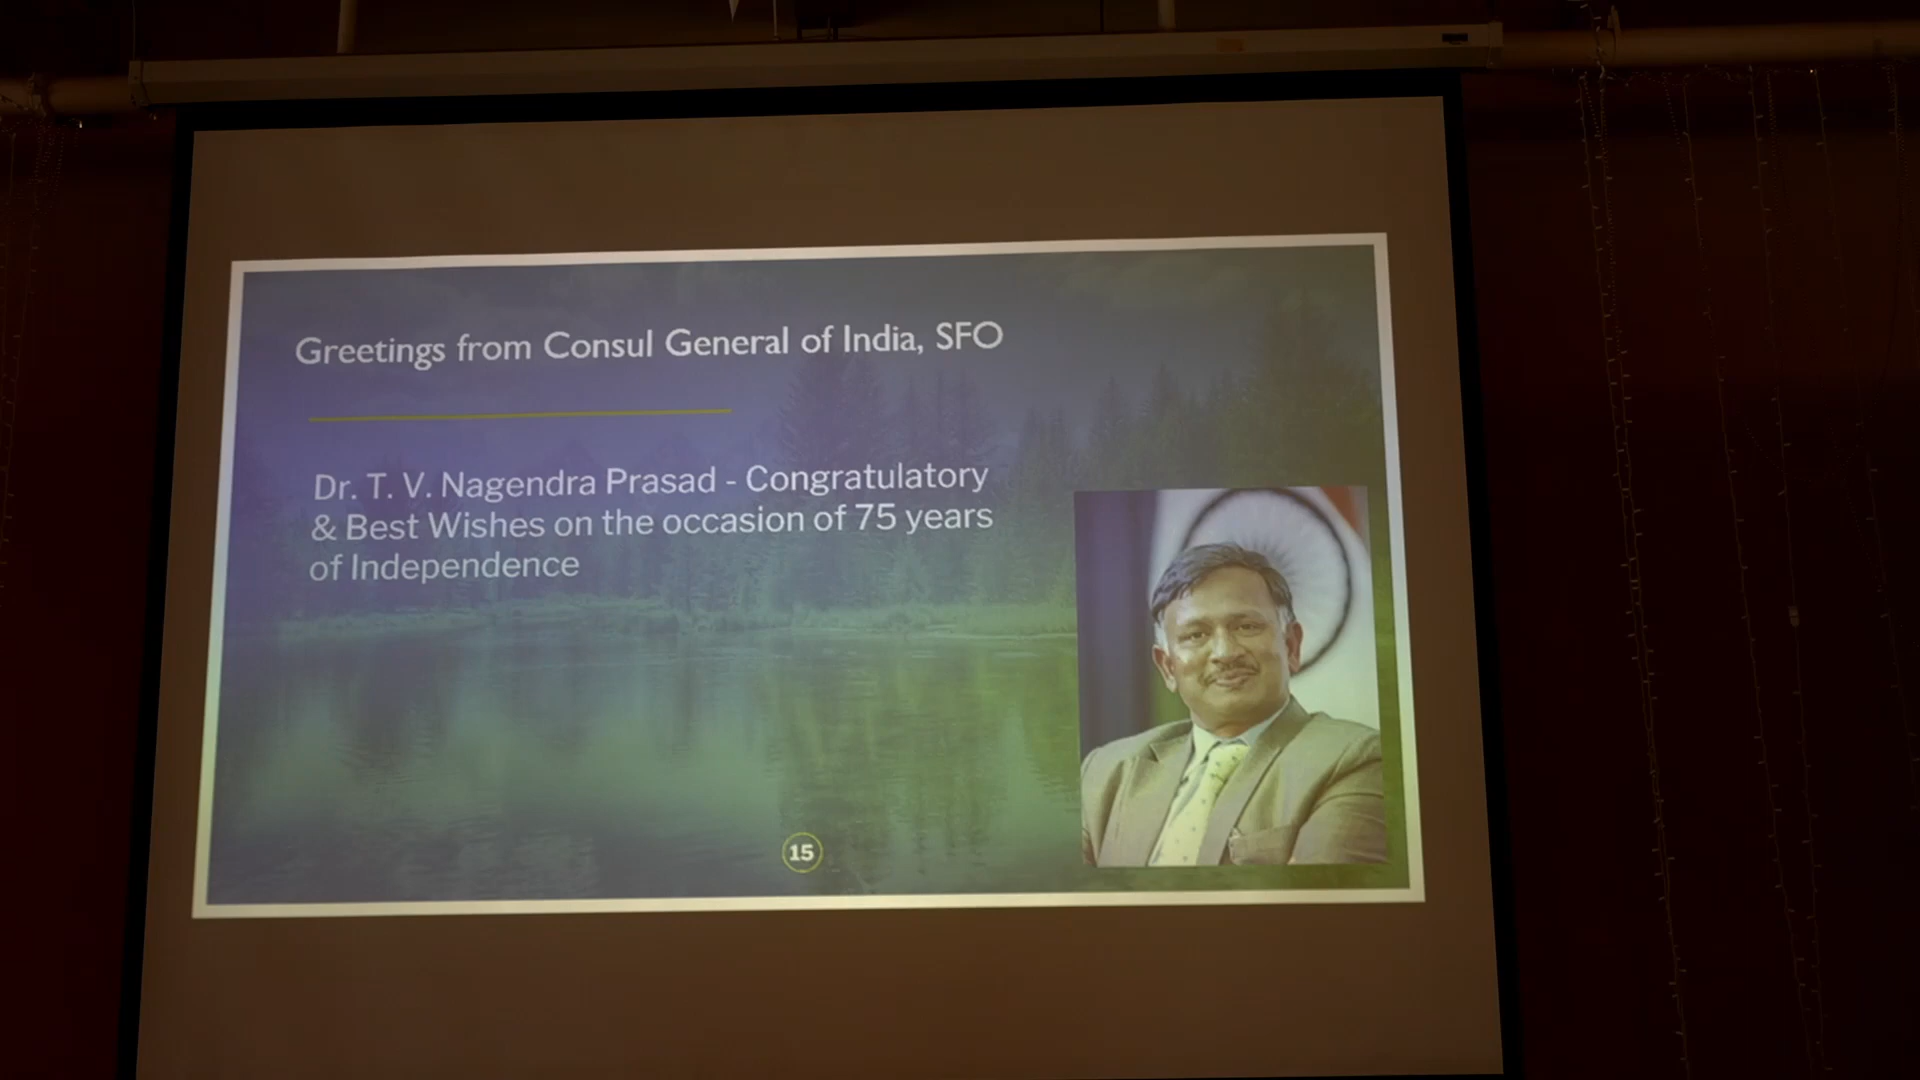 Greetings from Consul General of India, SFO
Dr. T. V. Nagendra Prasad - Congratulatory
& Best Wishes on the occasion of 75 years
of Independence
15